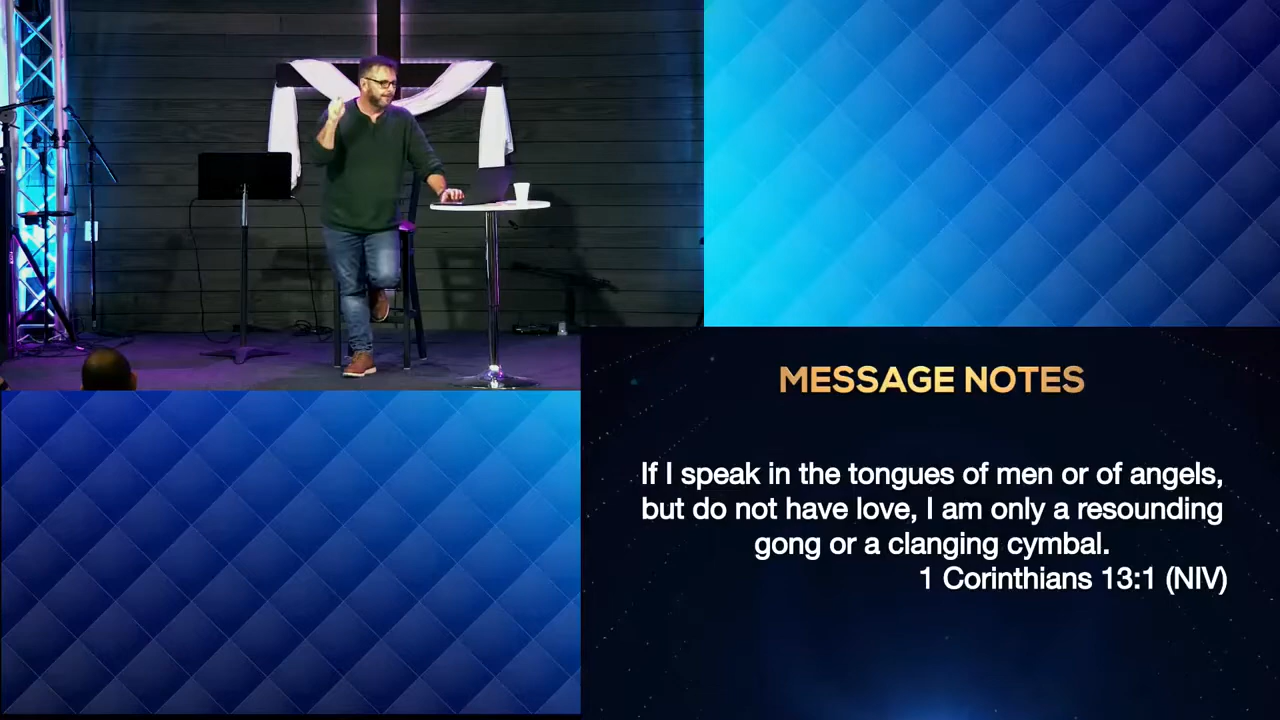 MESSAGE NOTES
If I speak in the tongues of men or of angels,
but do not have love, I am only a resounding
gong or a clanging cymbal.
1 Corinthians 13:1 (NIV)